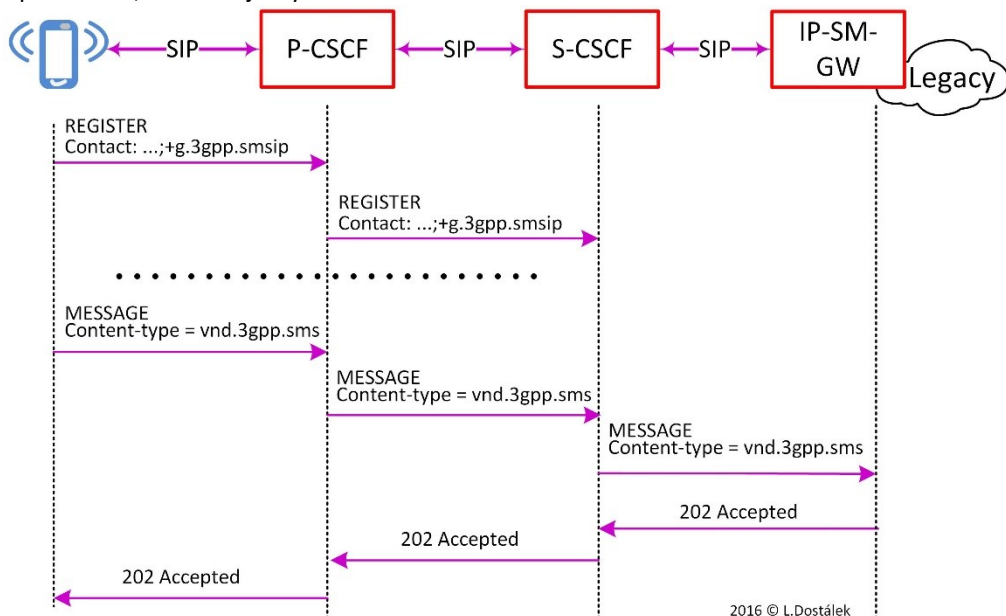 SIP
P-CSCF
SIP
S-CSCF
SIP
IP-SM-
GW
Legacy
REGISTER
Contact: ...;+g.3gpp.smsip
REGISTER
Contact: ...;+g.3gpp.smsip
MESSAGE
Content-type = vnd.3gpp.sms
MESSAGE
Content-type = vnd.3gpp.sms
MESSAGE
Content-type = vnd.3gpp.sms
202 Accepted
202 Accepted
202 Accepted
2016 © L.Dostálek